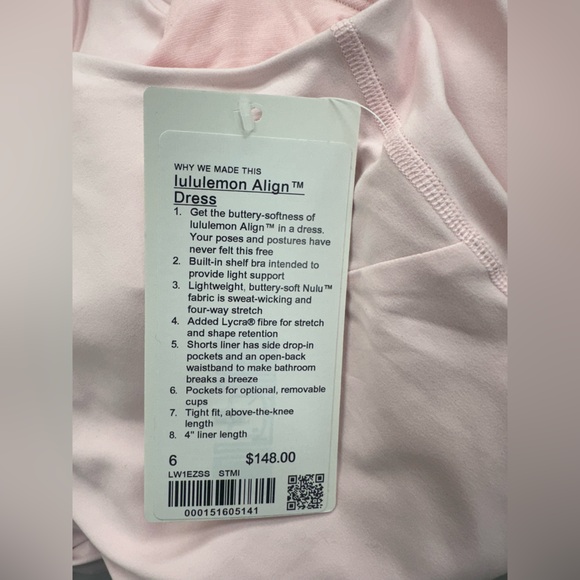 WHY WE MADE THIS
lululemon Align™
Dress
1. Get the buttery-softness of
lululemon Align™ in a dress.
Your poses and postures have
never felt this free
2. Built-in shelf bra intended to
provide light support
3. Lightweight, buttery-soft Nulu™
fabric is sweat-wicking and
four-way stretch
4. Added Lycra® fibre for stretch
and shape retention
5. Shorts liner has side drop-in
pockets and an open-back
waistband to make bathroom
breaks a breeze
6. Pockets for optional, removable
cups
7. Tight fit, above-the-knee
length
8. 4" liner length
6 $148.00
LW1EZSS STMI
000151605141